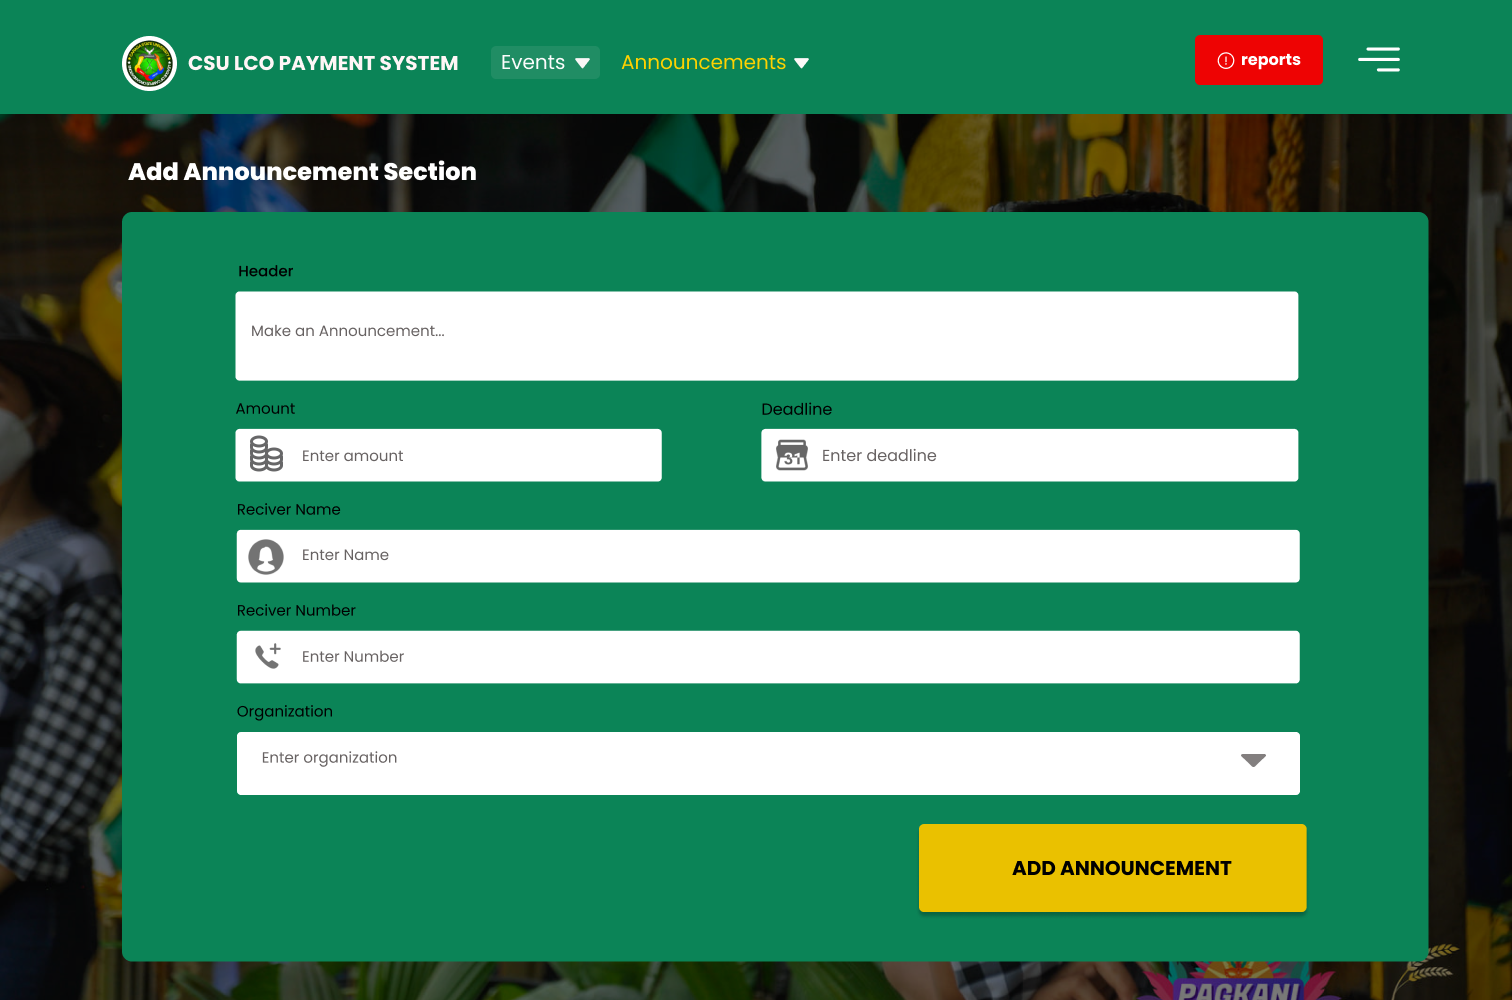 CSU LCO PAYMENT SYSTEM
Events
Announcements
reports
Add Announcement Section
Header
Make an Announcement...
Amount
Deadline
Enter amount
31
Enter deadline
Reciver Name
Enter Name
Reciver Number
Enter Number
Organization
Enter organization
ADD ANNOUNCEMENT
PAGKANI